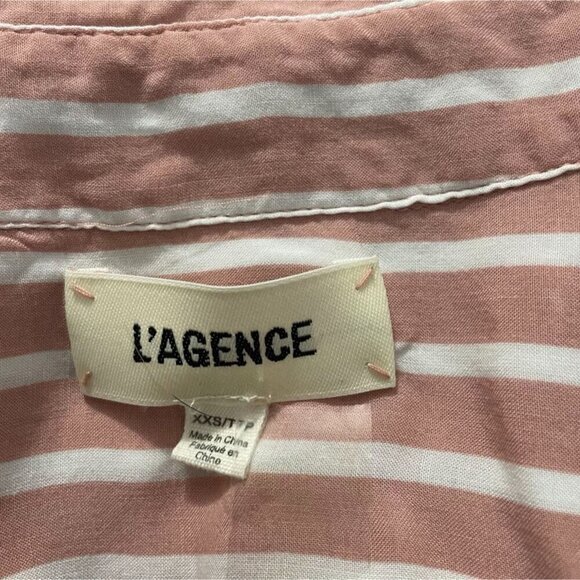 L'AGENCE
XXS/TTP
Made in China
Fabriqué en
Chine